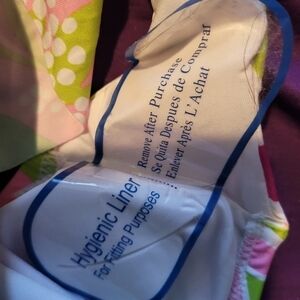 Remove After Purchase
Se Quita Despues de Comprar
Enlever Après L'Achat
Hygienic Liner
For Fitting Purposes